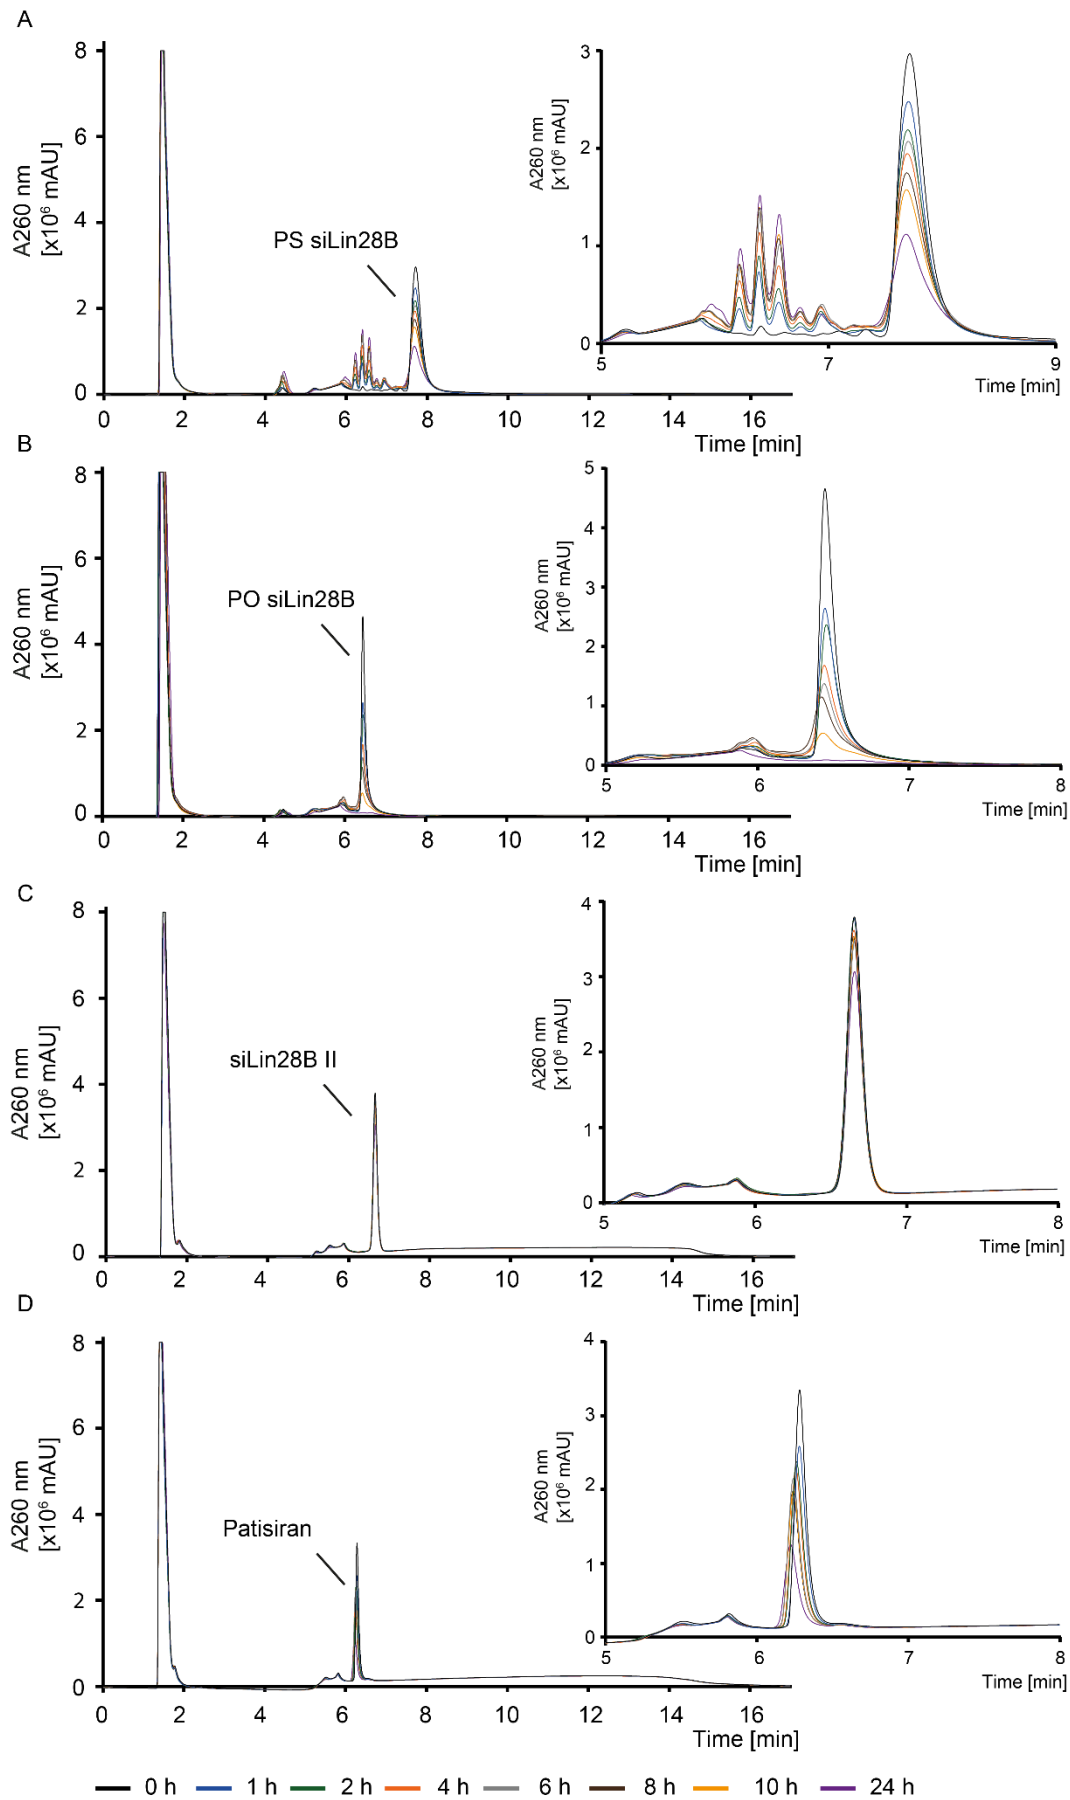 A
8
6
4
2
0
A260 nm
[x10⁶ mAU]
PS siLin28B
0 2 4 6 8 10 12 14 16
Time [min]
3
2
1
0
A260 nm
[x10⁶ mAU]
5 7 9
Time [min]
B
8
6
4
2
0
A260 nm
[x10⁶ mAU]
PO siLin28B
0 2 4 6 8 10 12 14 16
Time [min]
5
4
3
2
1
0
A260 nm
[x10⁶ mAU]
5 6 7 8
Time [min]
C
8
6
4
2
0
A260 nm
[x10⁶ mAU]
siLin28B II
0 2 4 6 8 10 12 14 16
Time [min]
4
3
2
1
0
A260 nm
[x10⁶ mAU]
5 6 7 8
Time [min]
D
8
6
4
2
0
A260 nm
[x10⁶ mAU]
Patisiran
0 2 4 6 8 10 12 14 16
Time [min]
4
3
2
1
0
A260 nm
[x10⁶ mAU]
5 6 7 8
Time [min]
0 h 1 h 2 h 4 h 6 h 8 h 10 h 24 h